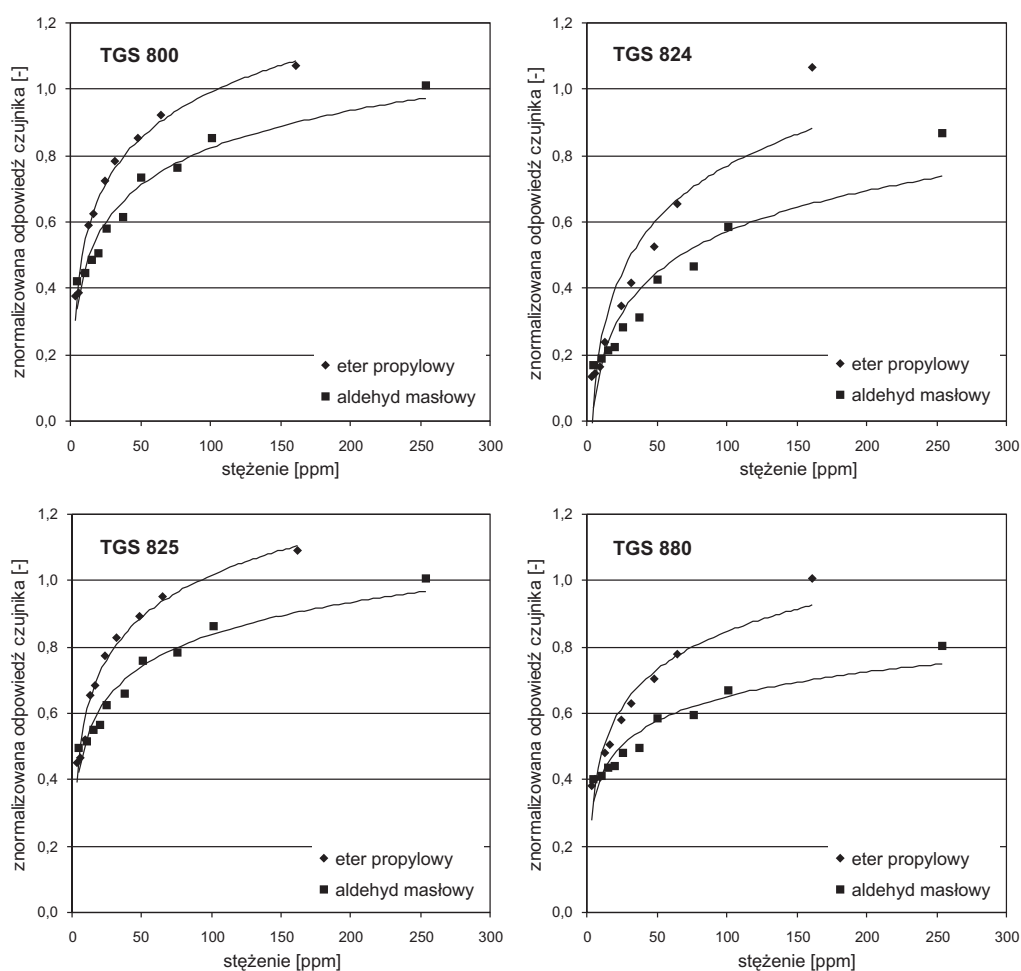 TGS 800
znormalizowana odpowiedź czujnika [-]
1,2
1,0
0,8
0,6
0,4
0,2
0,0
eter propylowy
aldehyd masłowy
0 50 100 150 200 250 300
stężenie [ppm]
TGS 824
znormalizowana odpowiedź czujnika [-]
1,2
1,0
0,8
0,6
0,4
0,2
0,0
eter propylowy
aldehyd masłowy
0 50 100 150 200 250 300
stężenie [ppm]
TGS 825
znormalizowana odpowiedź czujnika [-]
1,2
1,0
0,8
0,6
0,4
0,2
0,0
eter propylowy
aldehyd masłowy
0 50 100 150 200 250 300
stężenie [ppm]
TGS 880
znormalizowana odpowiedź czujnika [-]
1,2
1,0
0,8
0,6
0,4
0,2
0,0
eter propylowy
aldehyd masłowy
0 50 100 150 200 250 300
stężenie [ppm]